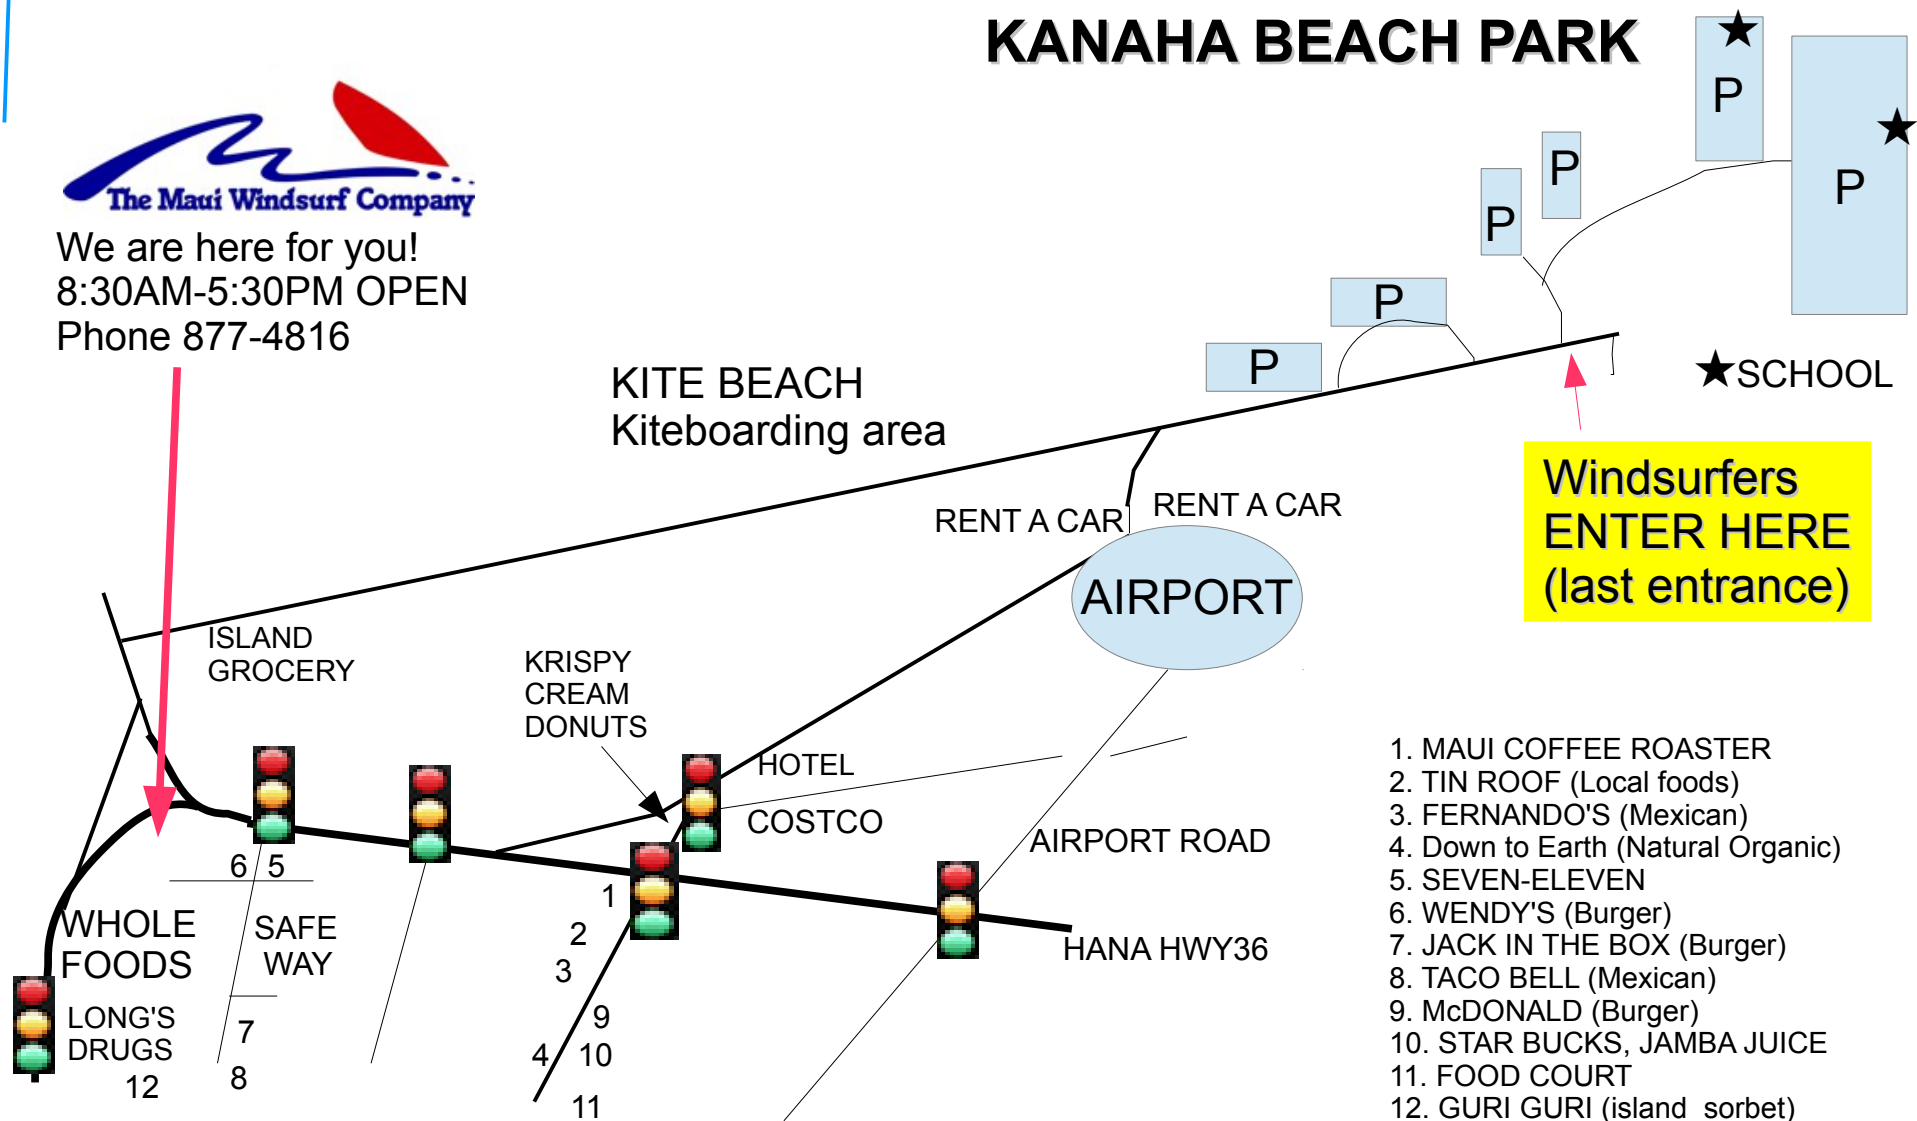 KANAHA BEACH PARK
The Maui Windsurf Company
We are here for you!
8:30AM-5:30PM OPEN
Phone 877-4816
P
P
P
P
P
P
★SCHOOL
KITE BEACH
Kiteboarding area
Windsurfers
ENTER HERE
(last entrance)
RENT A CAR
RENT A CAR
AIRPORT
ISLAND
GROCERY
KRISPY
CREAM
DONUTS
HOTEL
COSTCO
AIRPORT ROAD
HANA HWY36
6
5
WHOLE
FOODS
SAFE
WAY
LONG'S
DRUGS
12
7
8
1
2
3
9
4
10
11
1. MAUI COFFEE ROASTER
2. TIN ROOF (Local foods)
3. FERNANDO'S (Mexican)
4. Down to Earth (Natural Organic)
5. SEVEN-ELEVEN
6. WENDY'S (Burger)
7. JACK IN THE BOX (Burger)
8. TACO BELL (Mexican)
9. McDONALD (Burger)
10. STAR BUCKS, JAMBA JUICE
11. FOOD COURT
12. GURI GURI (island sorbet)